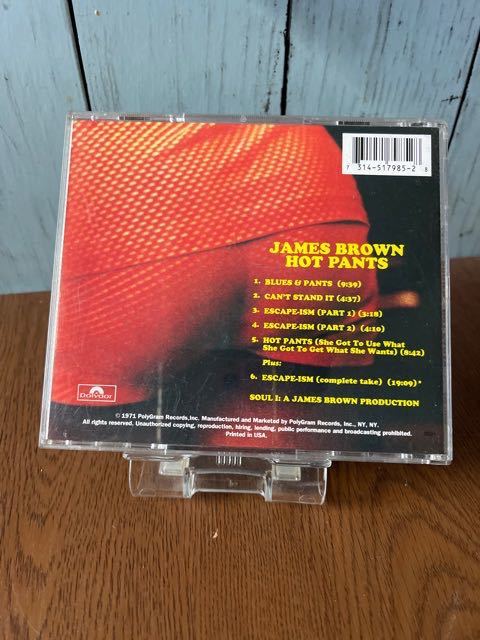 7 314-517985-2 8
JAMES BROWN
HOT PANTS
1. BLUES & PANTS (9:39)
2. CAN'T STAND IT (4:37)
3. ESCAPE-ISM (PART 1) (3:18)
4. ESCAPE-ISM (PART 2) (4:10)
5. HOT PANTS (She Got To Use What
She Got To Get What She Wants) (8:42)
Plus:
6. ESCAPE-ISM (complete take) (19:09)*
SOUL I: A JAMES BROWN PRODUCTION
polydor
© 1971 PolyGram Records,Inc. Manufactured and Marketed by PolyGram Records, Inc., NY, NY.
All rights reserved. Unauthorized copying, reproduction, hiring, lending, public performance and broadcasting prohibited.
Printed in USA.